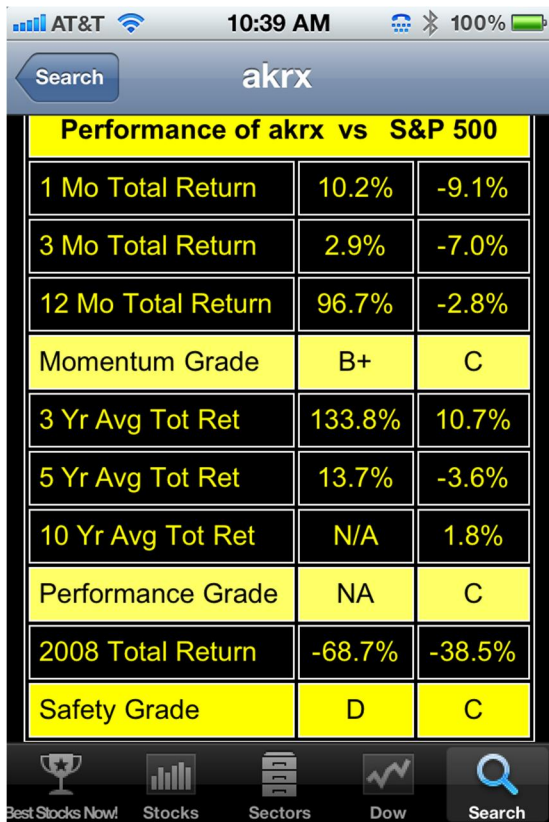 AT&T 10:39 AM 100%
Search akrx
Performance of akrx vs S&P 500
1 Mo Total Return 10.2% -9.1%
3 Mo Total Return 2.9% -7.0%
12 Mo Total Return 96.7% -2.8%
Momentum Grade B+ C
3 Yr Avg Tot Ret 133.8% 10.7%
5 Yr Avg Tot Ret 13.7% -3.6%
10 Yr Avg Tot Ret N/A 1.8%
Performance Grade NA C
2008 Total Return -68.7% -38.5%
Safety Grade D C
Best Stocks Now! Stocks Sectors Dow Search